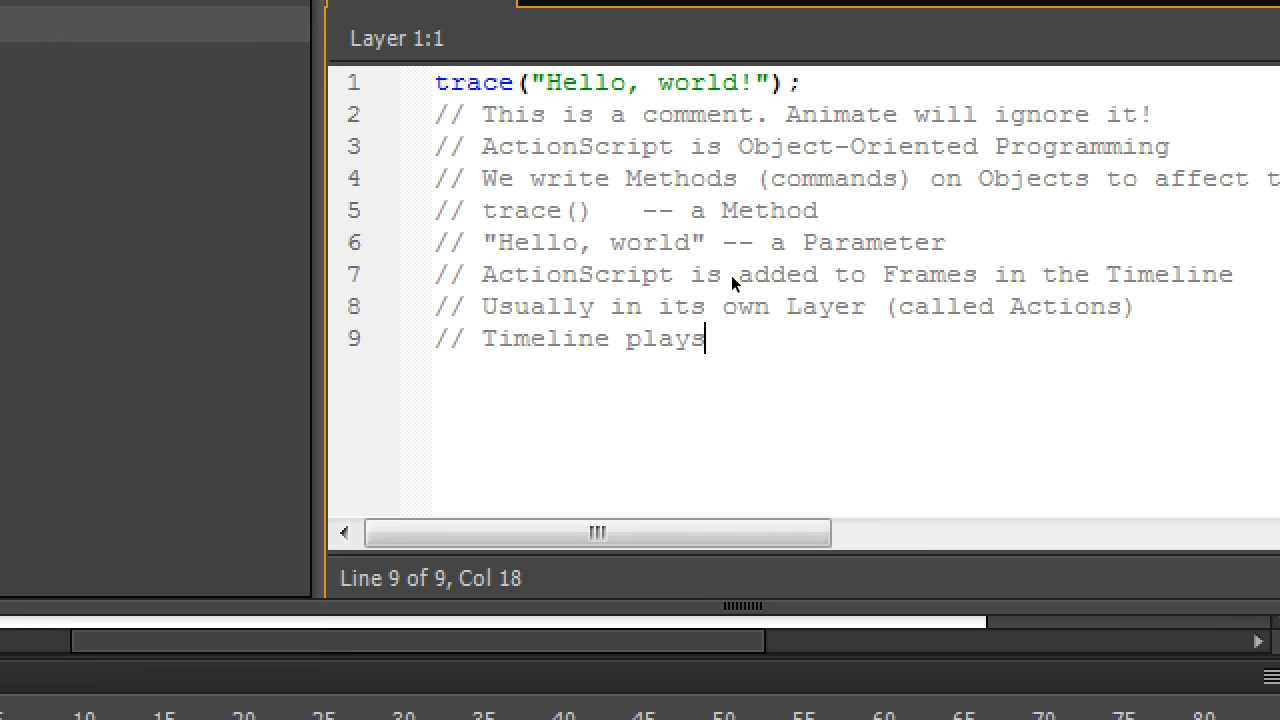 Layer 1:1
1 trace("Hello, world!");
2 // This is a comment. Animate will ignore it!
3 // ActionScript is Object-Oriented Programming
4 // We write Methods (commands) on Objects to affect t
5 // trace()   -- a Method
6 // "Hello, world" -- a Parameter
7 // ActionScript is added to Frames in the Timeline
8 // Usually in its own Layer (called Actions)
9 // Timeline plays
Line 9 of 9, Col 18
10 15 20 25 30 35 40 45 50 55 60 65 70 75 80